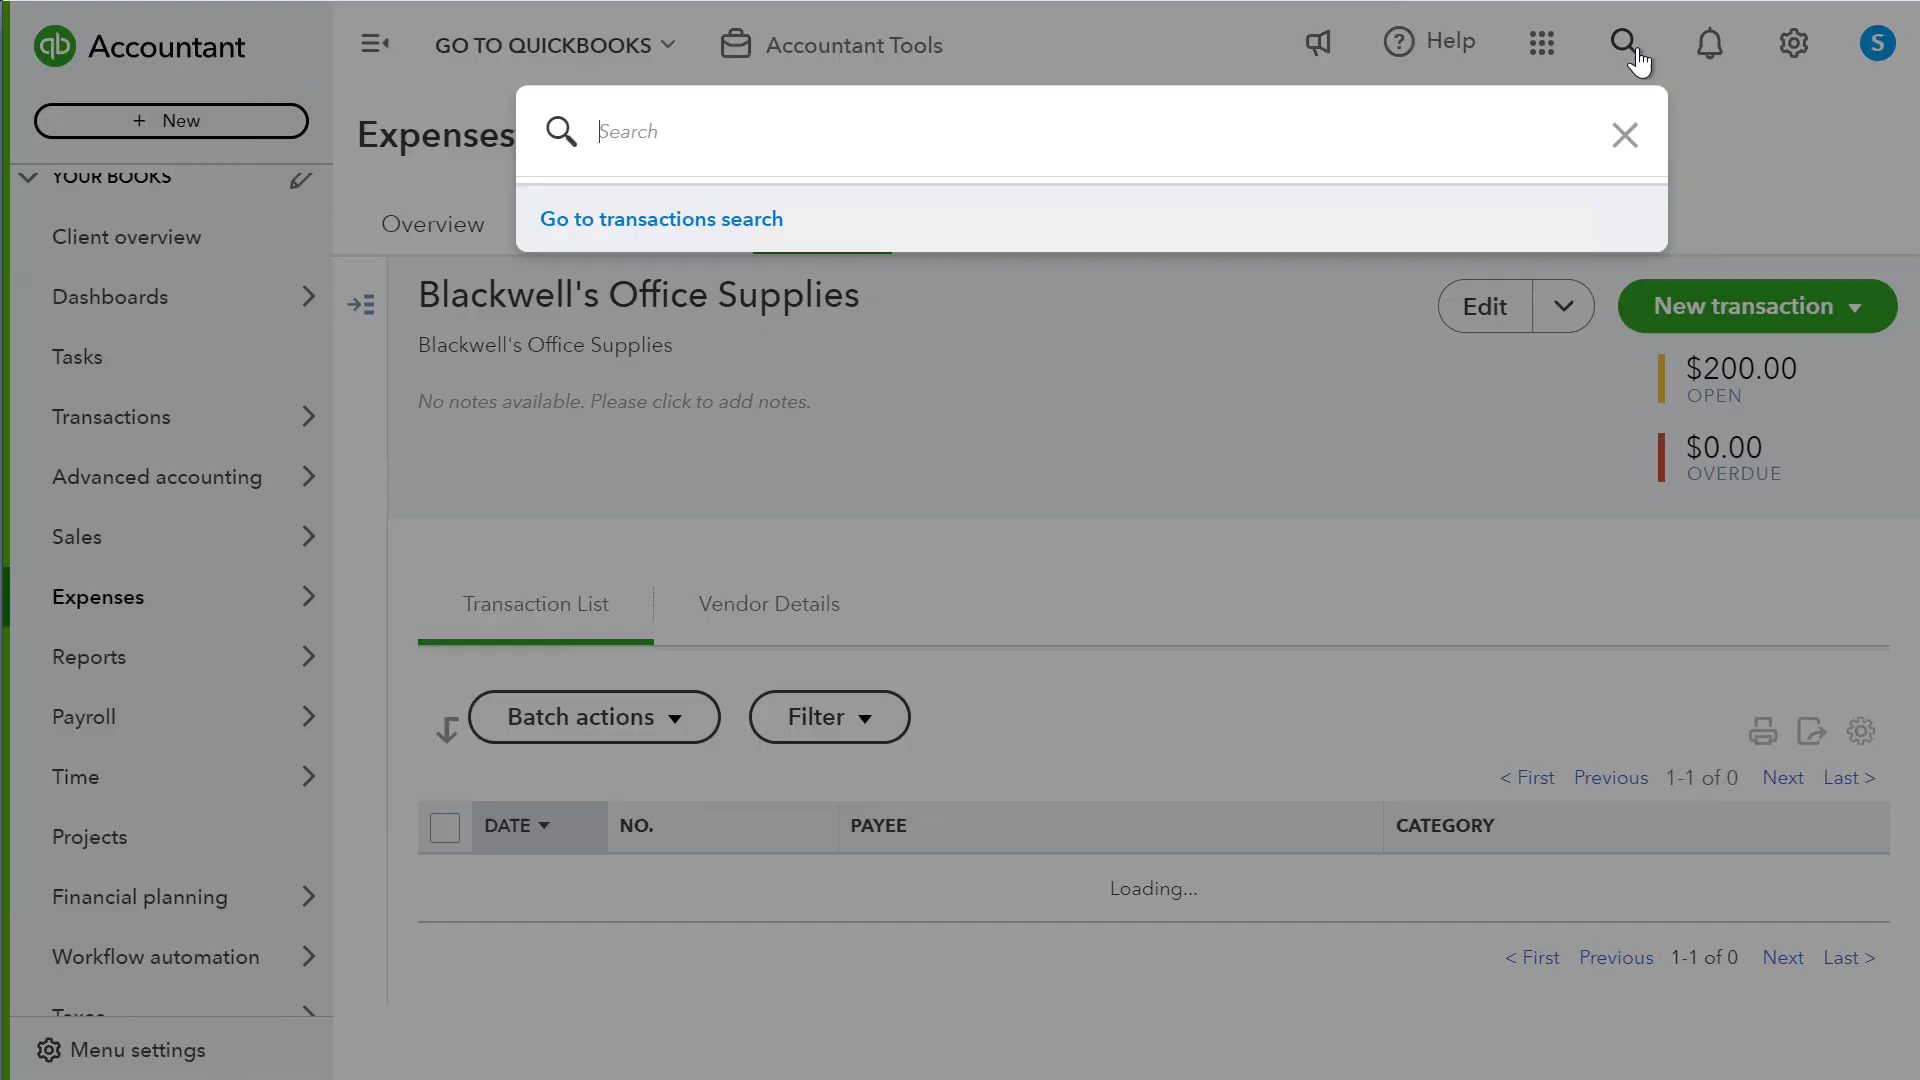 qb Accountant
GO TO QUICKBOOKS
Accountant Tools
Help
S
+ New
Expenses
Search
YOUR BOOKS
Go to transactions search
Overview
Client overview
Dashboards
Tasks
Transactions
Advanced accounting
Sales
Expenses
Reports
Payroll
Time
Projects
Financial planning
Workflow automation
Taxes
Menu settings
Blackwell's Office Supplies
Edit
New transaction
Blackwell's Office Supplies
$200.00
OPEN
No notes available. Please click to add notes.
$0.00
OVERDUE
Transaction List
Vendor Details
Batch actions
Filter
< First Previous 1-1 of 0 Next Last >
DATE NO. PAYEE CATEGORY
Loading...
< First Previous 1-1 of 0 Next Last >